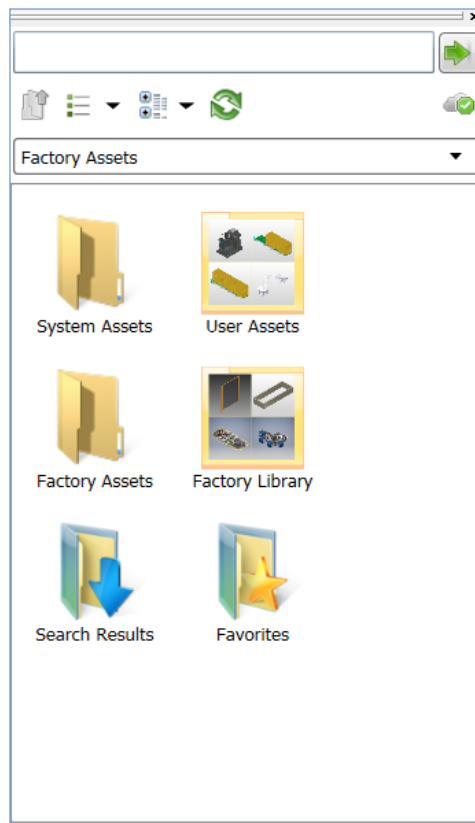 Factory Assets
System Assets
User Assets
Factory Assets
Factory Library
Search Results
Favorites